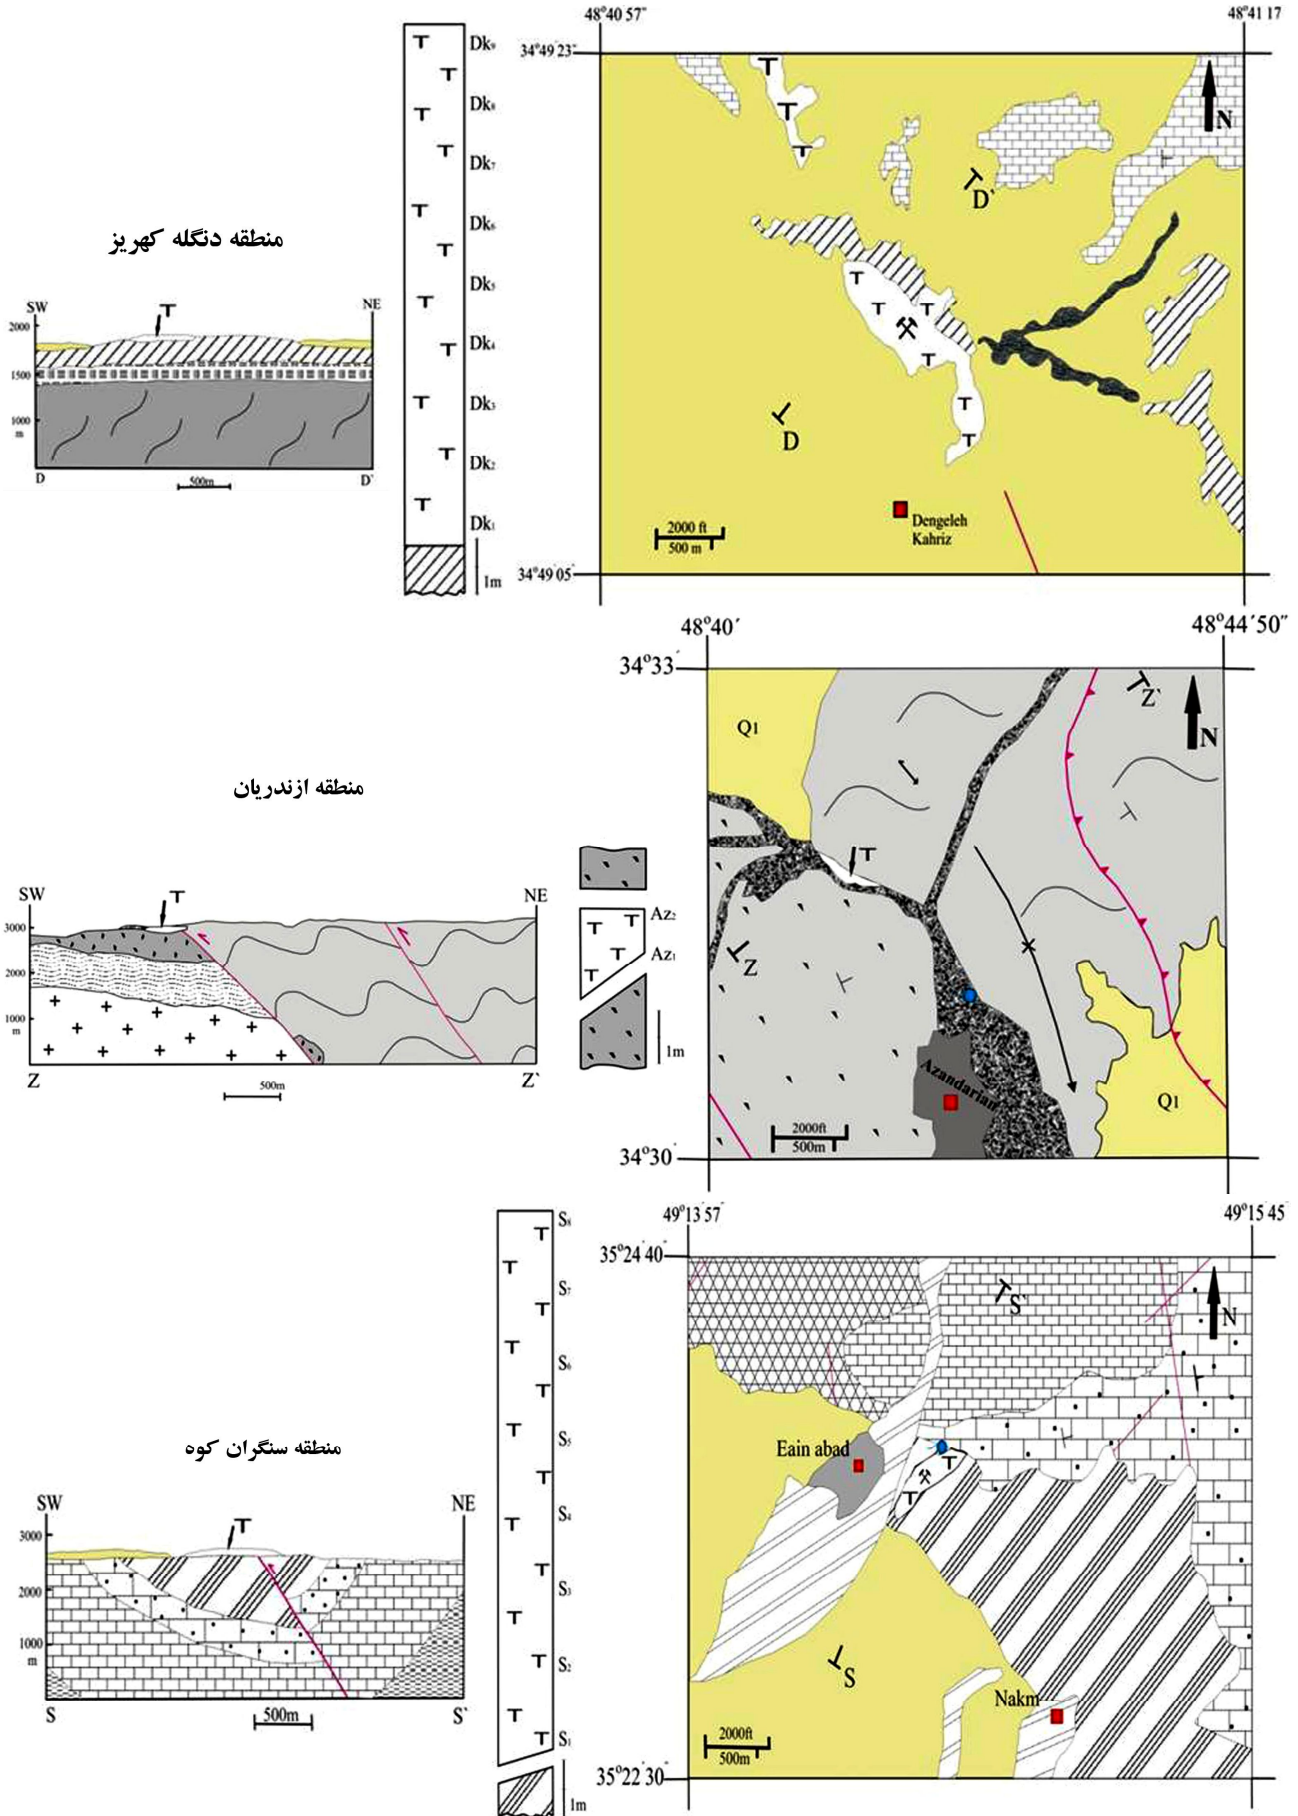 48°40 57"
48°41 17
34°49 23"
N
D`
D
Dengeleh
Kahriz
2000 ft
500 m
34°49 05"
Dk₉
Dk₈
Dk₇
Dk₆
Dk₅
Dk₄
Dk₃
Dk₂
Dk₁
1m
منطقه دنگله کهریز
SW
NE
T
2000
1500
1000
m
D
D`
500m
48°40′
48°44′50″
34°33′
Q1
Z`
N
T
Z
Azandarian
Q1
2000ft
500m
34°30′
منطقه ازندریان
SW
NE
T
3000
2000
1000
m
Z
Z`
500m
Az₂
Az₁
1m
49°13′57″
49°15′45″
35°24′40″
S`
N
Eain abad
T
T
S
Nakm
2000ft
500m
35°22′30″
S₈
S₇
S₆
S₅
S₄
S₃
S₂
S₁
1m
منطقه سنگران کوه
SW
NE
T
3000
2000
1000
m
S
S`
500m